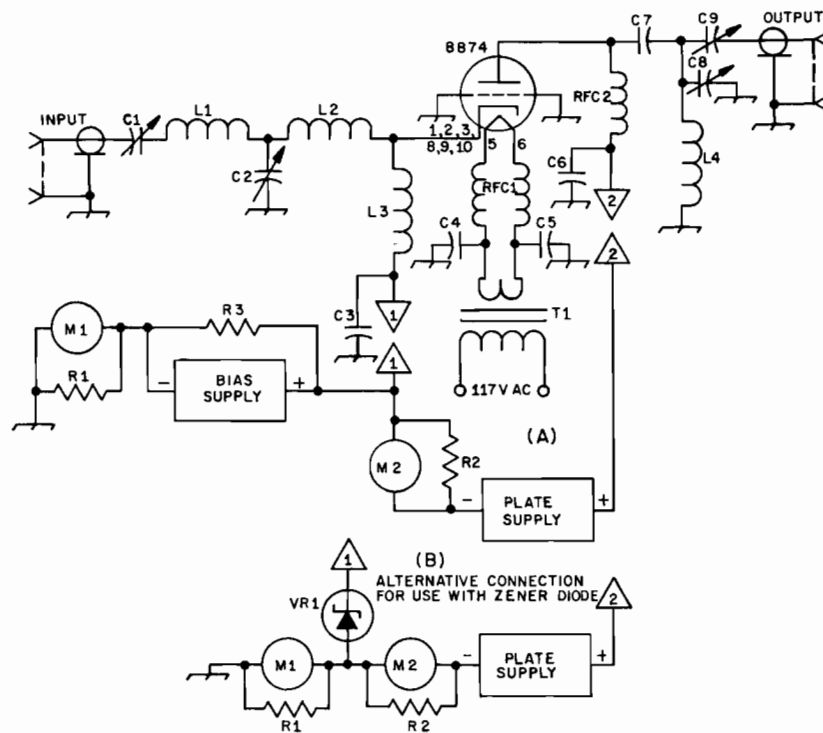 C7
C9
OUTPUT
8874
C8
INPUT
C1
L1
L2
RFC2
1,2,3,
8,9,10
5
6
C2
C6
L4
RFC1
L3
2
C4
C5
2
C3
1
T1
R3
M1
1
R1
-
BIAS
SUPPLY
+
117V AC
(A)
M2
R2
-
PLATE
SUPPLY
+
(B)
1
ALTERNATIVE CONNECTION
FOR USE WITH ZENER DIODE
2
VR1
M1
M2
-
PLATE
SUPPLY
+
R1
R2